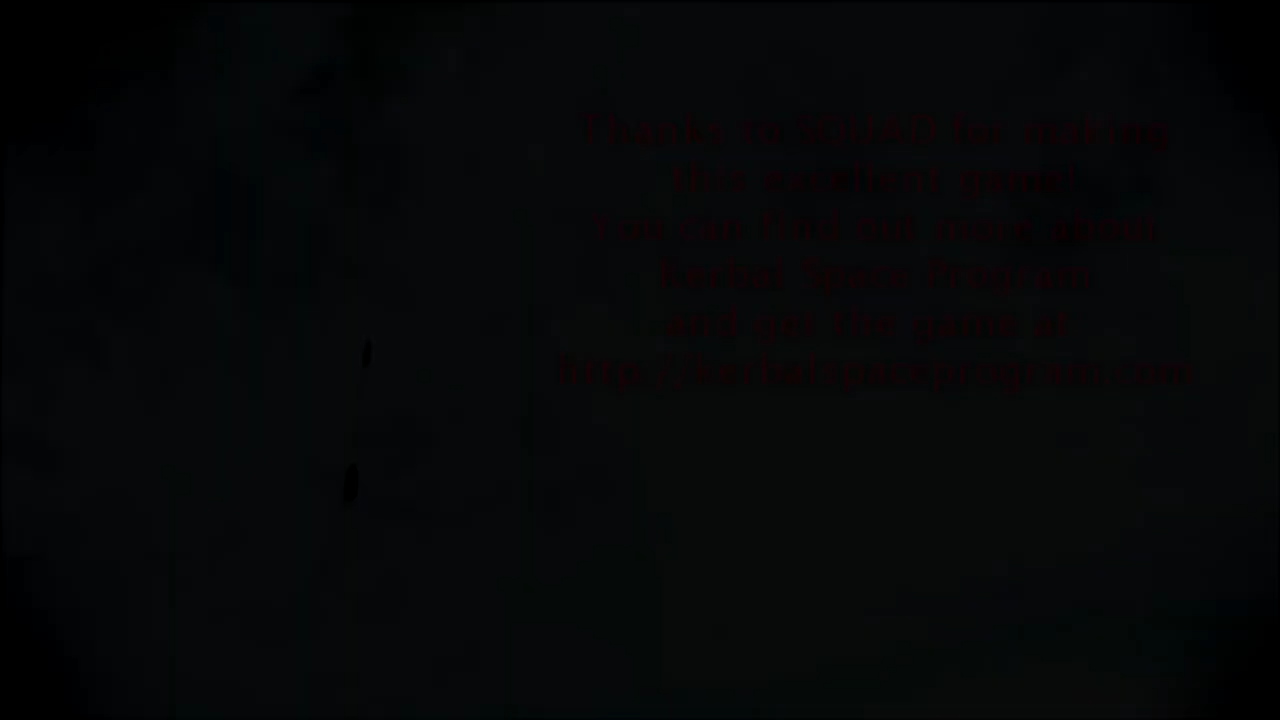 Thanks to SQUAD for making
this excellent game!
You can find out more about
Kerbal Space Program
and get the game at
http://kerbalspaceprogram.com